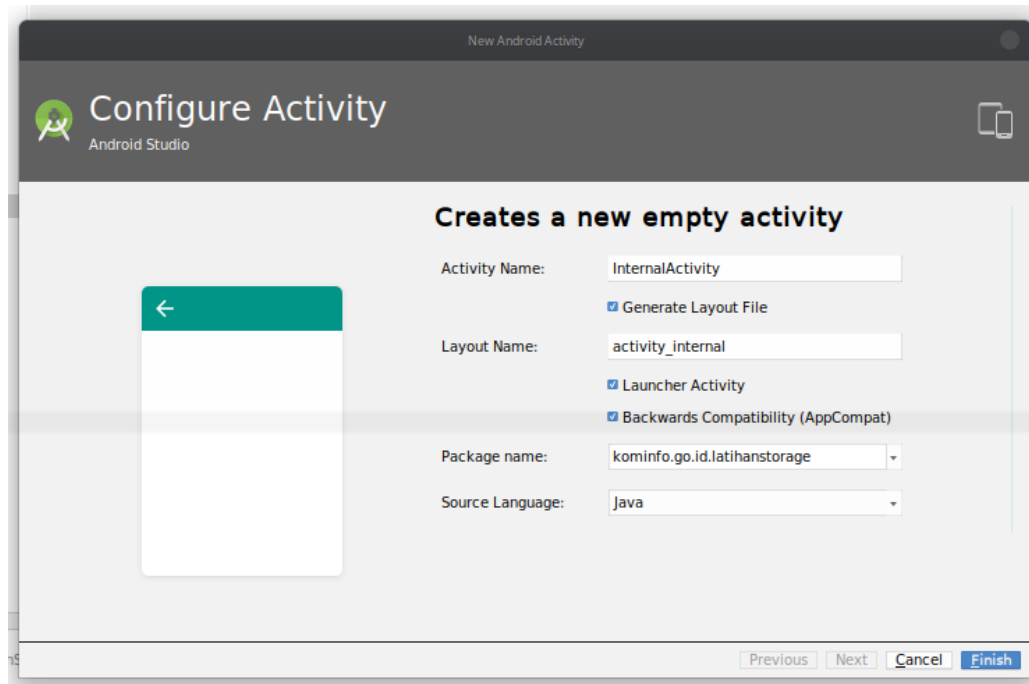 New Android Activity
Configure Activity
Android Studio
Creates a new empty activity
Activity Name: InternalActivity
Generate Layout File
Layout Name: activity_internal
Launcher Activity
Backwards Compatibility (AppCompat)
Package name: kominfo.go.id.latihanstorage
Source Language: Java
Previous Next Cancel Finish